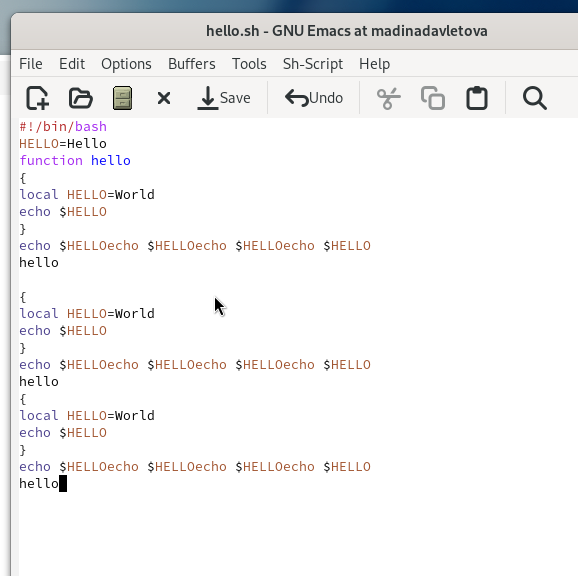 hello.sh - GNU Emacs at madinadavletova
File Edit Options Buffers Tools Sh-Script Help
Save Undo
#!/bin/bash
HELLO=Hello
function hello
{
local HELLO=World
echo $HELLO
}
echo $HELLOecho $HELLOecho $HELLOecho $HELLO
hello
{
local HELLO=World
echo $HELLO
}
echo $HELLOecho $HELLOecho $HELLOecho $HELLO
hello
{
local HELLO=World
echo $HELLO
}
echo $HELLOecho $HELLOecho $HELLOecho $HELLO
hello